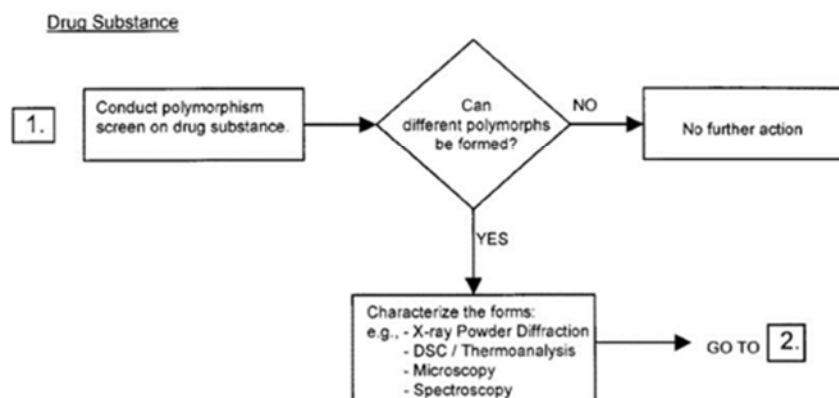 Drug Substance
1.
Conduct polymorphism
screen on drug substance.
Can
different polymorphs
be formed?
NO
No further action
YES
Characterize the forms:
e.g., - X-ray Powder Diffraction
- DSC / Thermoanalysis
- Microscopy
- Spectroscopy
GO TO 2.